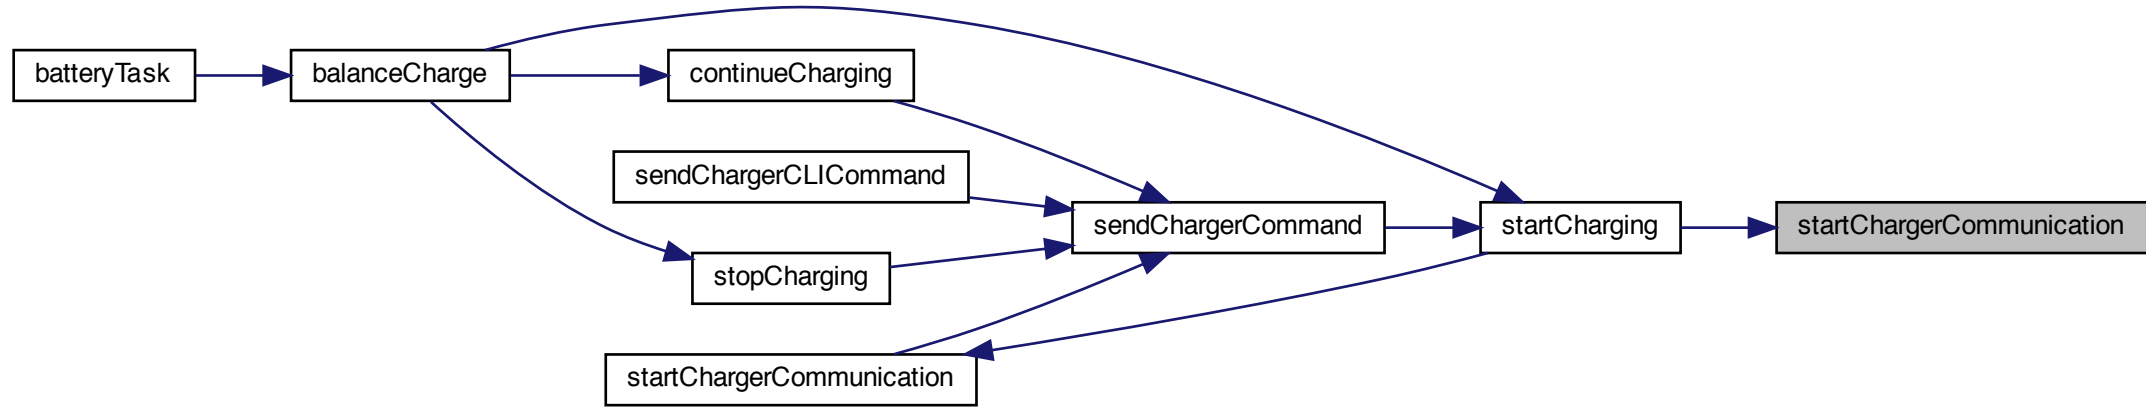 batteryTask
balanceCharge
continueCharging
sendChargerCLICommand
stopCharging
startChargerCommunication
sendChargerCommand
startCharging
startChargerCommunication